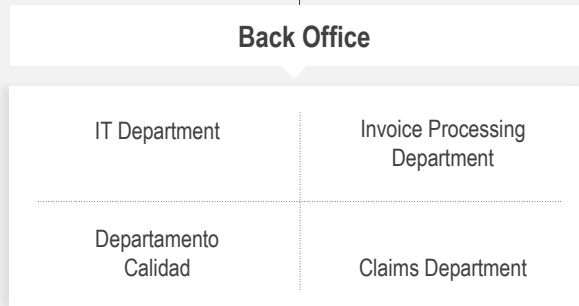 Back Office
IT Department
Invoice Processing
Department
Departamento
Calidad
Claims Department